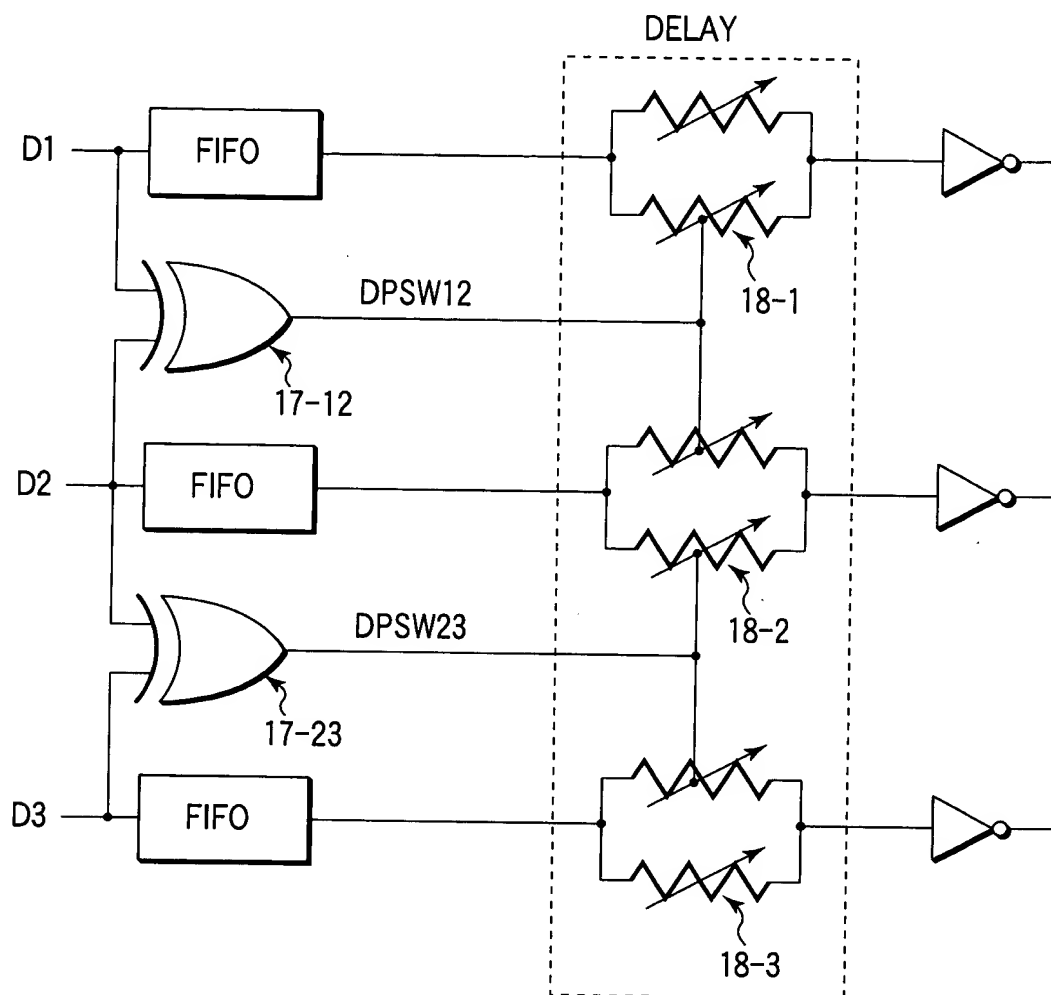 DELAY
D1
FIFO
18-1
DPSW12
17-12
D2
FIFO
18-2
DPSW23
17-23
D3
FIFO
18-3